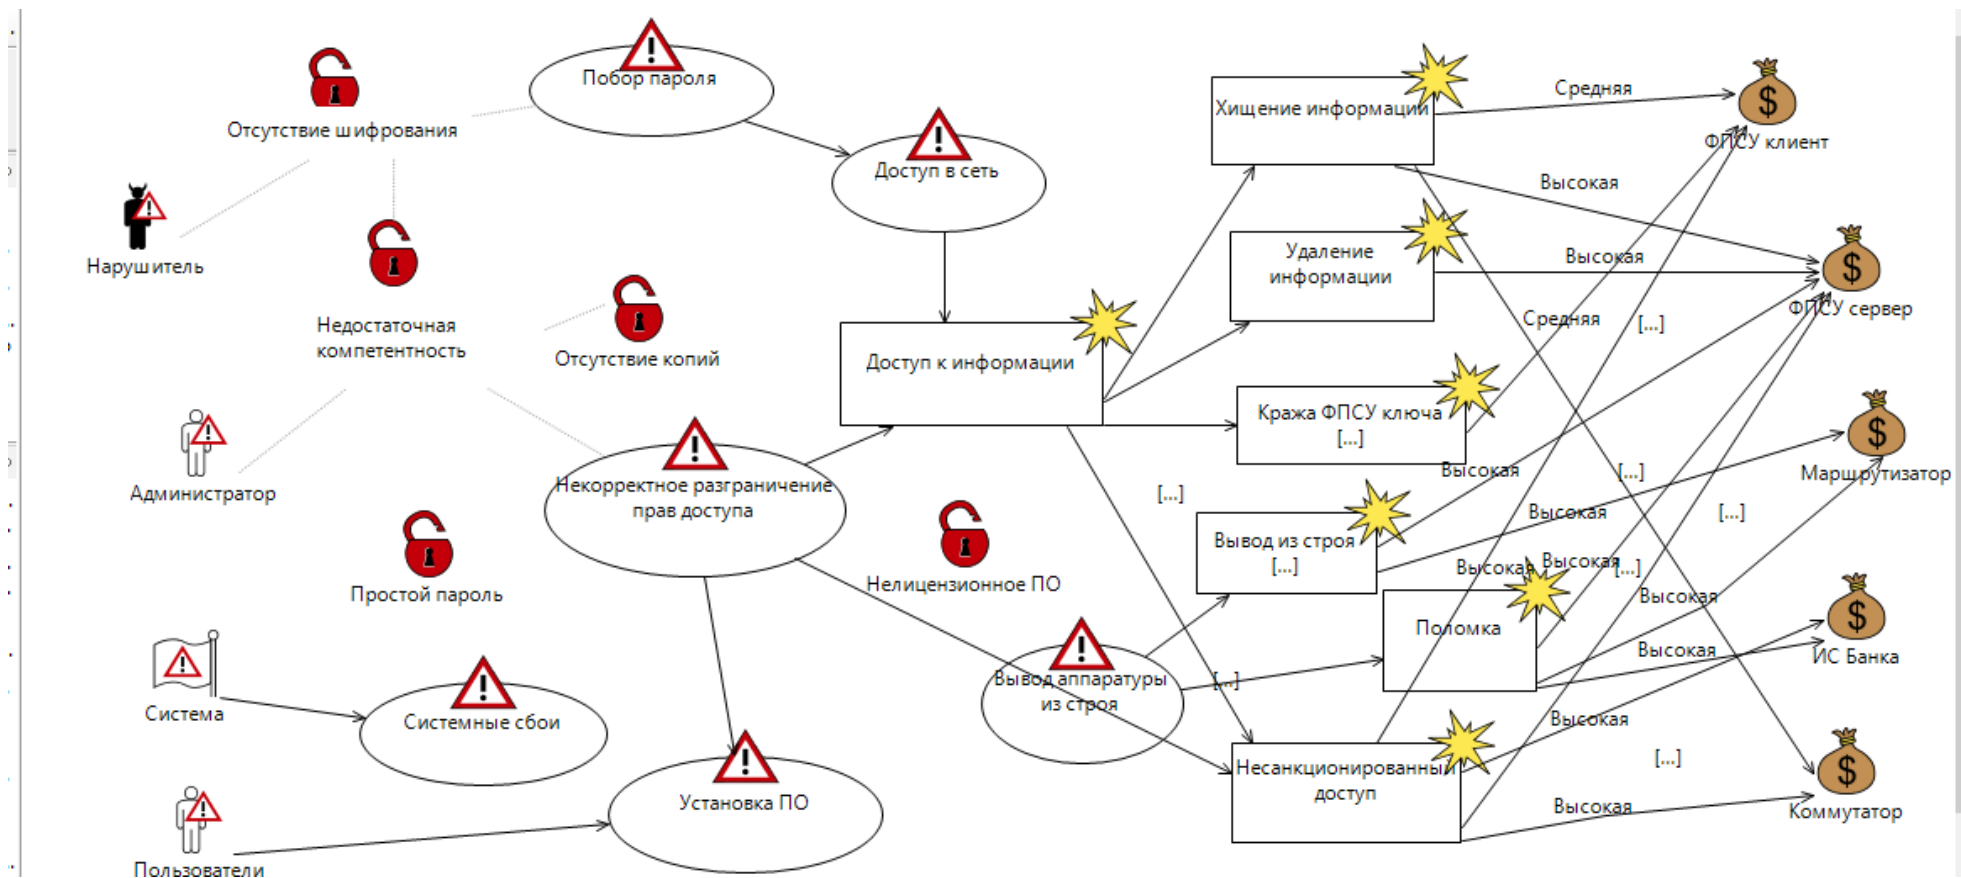 Побор пароля
Средняя
Хищение информации
Отсутствие шифрования
ФПСУ клиент
Доступ в сеть
Высокая
Удаление
информации
Высокая
Нарушитель
ФПСУ сервер
Недостаточная
компетентность
Средняя
[...]
Отсутствие копий
Доступ к информации
Кража ФПСУ ключа
[...]
Высокая
[...]
Маршрутизатор
Администратор
Некорректное разграничение
прав доступа
[...]
Высокая
[...]
Вывод из строя
[...]
Высокая
Высокая
[...]
Нелицензионное ПО
Простой пароль
Высокая
Поломка
Высокая
ИС Банка
Вывод аппаратуры
из строя
[...]
Система
Системные сбои
Высокая
[...]
Несанкционированный
доступ
Установка ПО
Высокая
Коммутатор
Пользователи